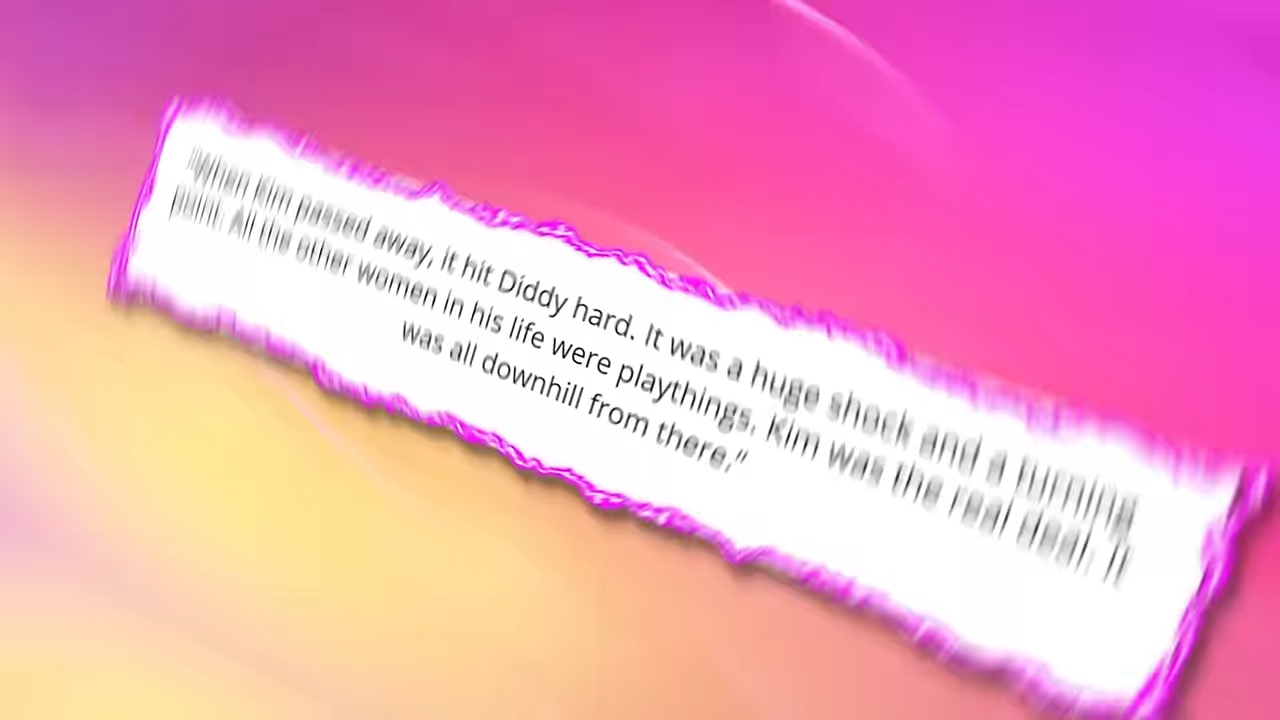 "When Kim passed away, it hit Diddy hard. It was a huge shock and a turning
point. All the other women in his life were playthings. Kim was the real deal. It
was all downhill from there."